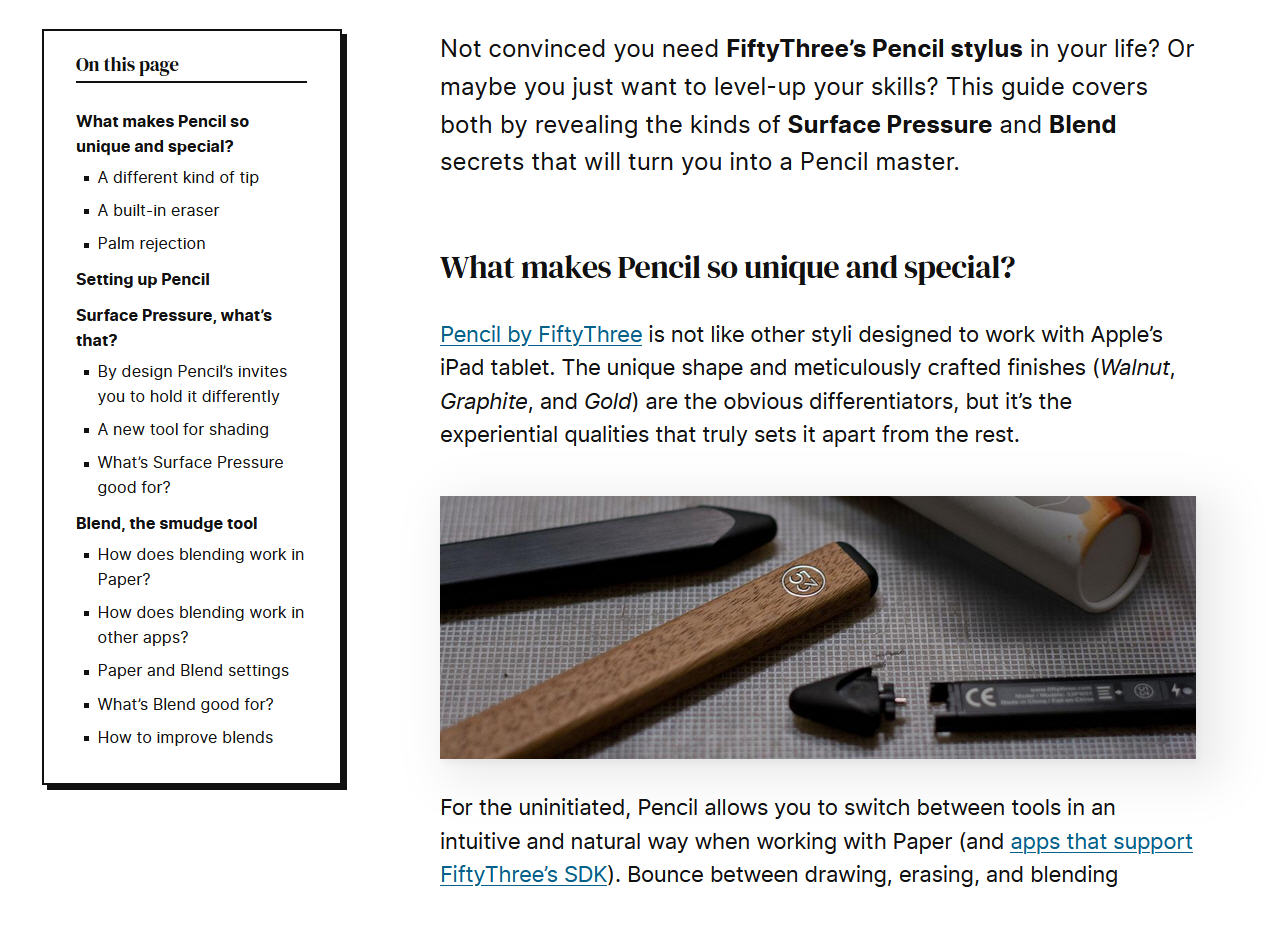 On this page
What makes Pencil so
unique and special?
A different kind of tip
A built-in eraser
Palm rejection
Setting up Pencil
Surface Pressure, what’s
that?
By design Pencil’s invites
you to hold it differently
A new tool for shading
What’s Surface Pressure
good for?
Blend, the smudge tool
How does blending work in
Paper?
How does blending work in
other apps?
Paper and Blend settings
What’s Blend good for?
How to improve blends
Not convinced you need FiftyThree’s Pencil stylus in your life? Or
maybe you just want to level-up your skills? This guide covers
both by revealing the kinds of Surface Pressure and Blend
secrets that will turn you into a Pencil master.
What makes Pencil so unique and special?
Pencil by FiftyThree is not like other styli designed to work with Apple’s
iPad tablet. The unique shape and meticulously crafted finishes (Walnut,
Graphite, and Gold) are the obvious differentiators, but it’s the
experiential qualities that truly sets it apart from the rest.
53
CE
www.fiftythree.com
For the uninitiated, Pencil allows you to switch between tools in an
intuitive and natural way when working with Paper (and apps that support
FiftyThree’s SDK). Bounce between drawing, erasing, and blending